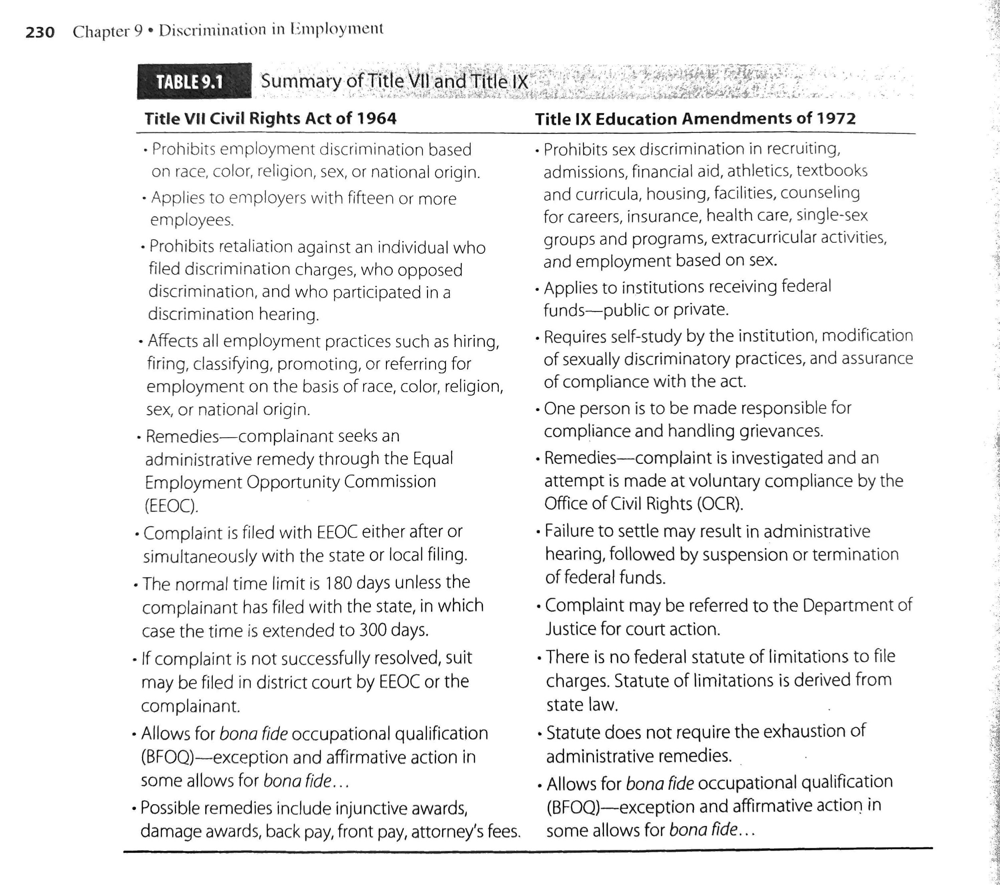 230 Chapter 9 • Discrimination in Employment
TABLE 9.1 Summary of Title VII and Title IX
Title VII Civil Rights Act of 1964
• Prohibits employment discrimination based
on race, color, religion, sex, or national origin.
• Applies to employers with fifteen or more
employees.
• Prohibits retaliation against an individual who
filed discrimination charges, who opposed
discrimination, and who participated in a
discrimination hearing.
• Affects all employment practices such as hiring,
firing, classifying, promoting, or referring for
employment on the basis of race, color, religion,
sex, or national origin.
• Remedies—complainant seeks an
administrative remedy through the Equal
Employment Opportunity Commission
(EEOC).
• Complaint is filed with EEOC either after or
simultaneously with the state or local filing.
• The normal time limit is 180 days unless the
complainant has filed with the state, in which
case the time is extended to 300 days.
• If complaint is not successfully resolved, suit
may be filed in district court by EEOC or the
complainant.
• Allows for bona fide occupational qualification
(BFOQ)—exception and affirmative action in
some allows for bona fide...
• Possible remedies include injunctive awards,
damage awards, back pay, front pay, attorney's fees.
Title IX Education Amendments of 1972
• Prohibits sex discrimination in recruiting,
admissions, financial aid, athletics, textbooks
and curricula, housing, facilities, counseling
for careers, insurance, health care, single-sex
groups and programs, extracurricular activities,
and employment based on sex.
• Applies to institutions receiving federal
funds—public or private.
• Requires self-study by the institution, modification
of sexually discriminatory practices, and assurance
of compliance with the act.
• One person is to be made responsible for
compliance and handling grievances.
• Remedies—complaint is investigated and an
attempt is made at voluntary compliance by the
Office of Civil Rights (OCR).
• Failure to settle may result in administrative
hearing, followed by suspension or termination
of federal funds.
• Complaint may be referred to the Department of
Justice for court action.
• There is no federal statute of limitations to file
charges. Statute of limitations is derived from
state law.
• Statute does not require the exhaustion of
administrative remedies.
• Allows for bona fide occupational qualification
(BFOQ)—exception and affirmative action in
some allows for bona fide...